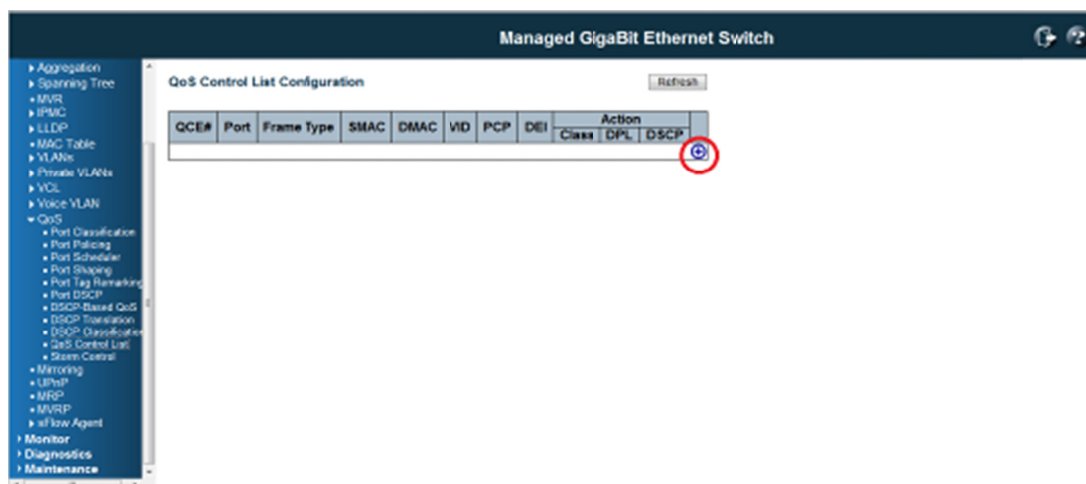 Managed GigaBit Ethernet Switch
Aggregation
Spanning Tree
MVR
IPMC
LLDP
MAC Table
VLANs
Private VLANs
VCL
Voice VLAN
QoS
Port Classification
Port Policing
Port Scheduler
Port Shaping
Port Tag Remarking
Port DSCP
DSCP-Based QoS
DSCP Translation
DSCP Classification
QoS Control List
Storm Control
Mirroring
UPnP
MRP
MVRP
sFlow Agent
Monitor
Diagnostics
Maintenance
QoS Control List Configuration
Refresh
QCE# Port Frame Type SMAC DMAC VID PCP DEI Action
Class DPL DSCP